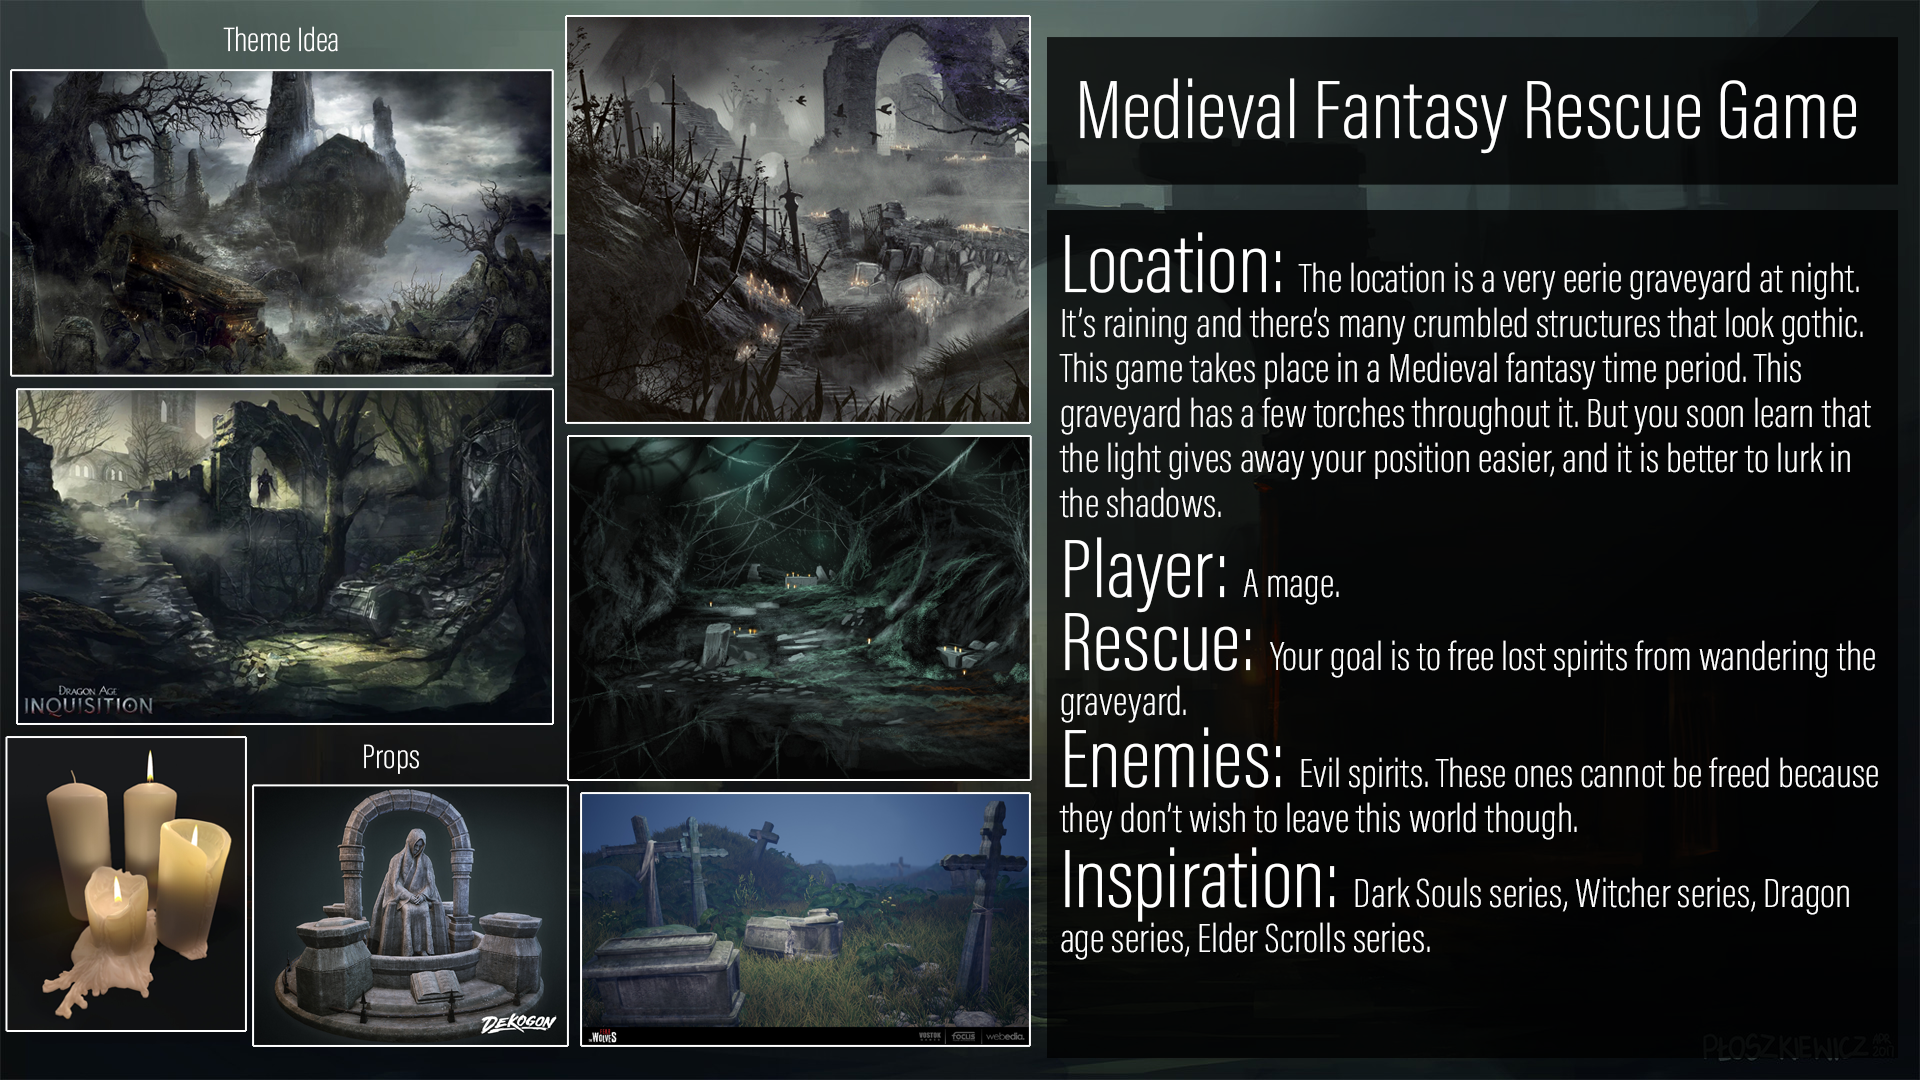 Theme Idea
DRAGON AGE
INQUISITION
Props
DEKOGON
WOLVES
FOCUS
webedia.
Medieval Fantasy Rescue Game
Location: The location is a very eerie graveyard at night.
It's raining and there's many crumbled structures that look gothic.
This game takes place in a Medieval fantasy time period. This
graveyard has a few torches throughout it. But you soon learn that
the light gives away your position easier, and it is better to lurk in
the shadows.
Player: A mage.
Rescue: Your goal is to free lost spirits from wandering the
graveyard.
Enemies: Evil spirits. These ones cannot be freed because
they don't wish to leave this world though.
Inspiration: Dark Souls series, Witcher series, Dragon
age series, Elder Scrolls series.
PŁOSZKIEWICZ